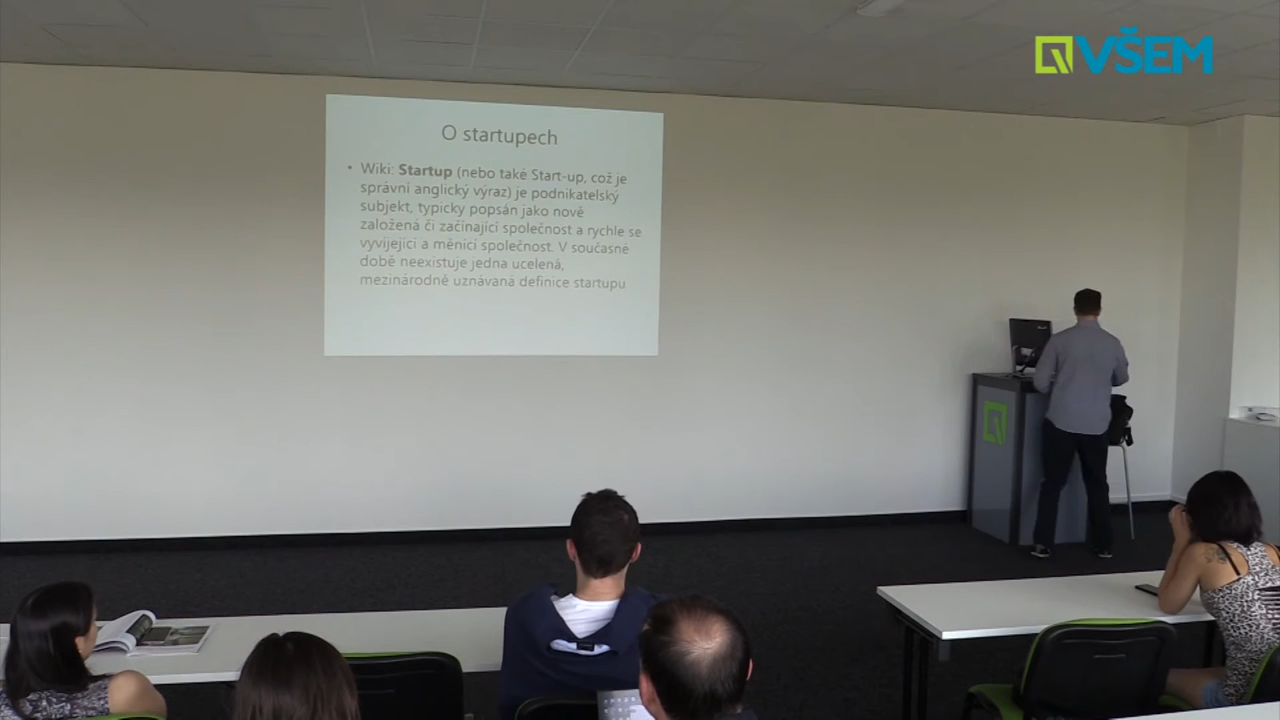 VŠEM
O startupech
• Wiki: Startup (nebo také Start-up, což je
správní anglický výraz) je podnikatelský
subjekt, typicky popsán jako nově
založená či začínající společnost a rychle se
vyvíjející a měnící společnost. V současné
době neexistuje jedna ucelená,
mezinárodně uznávaná definice startupu